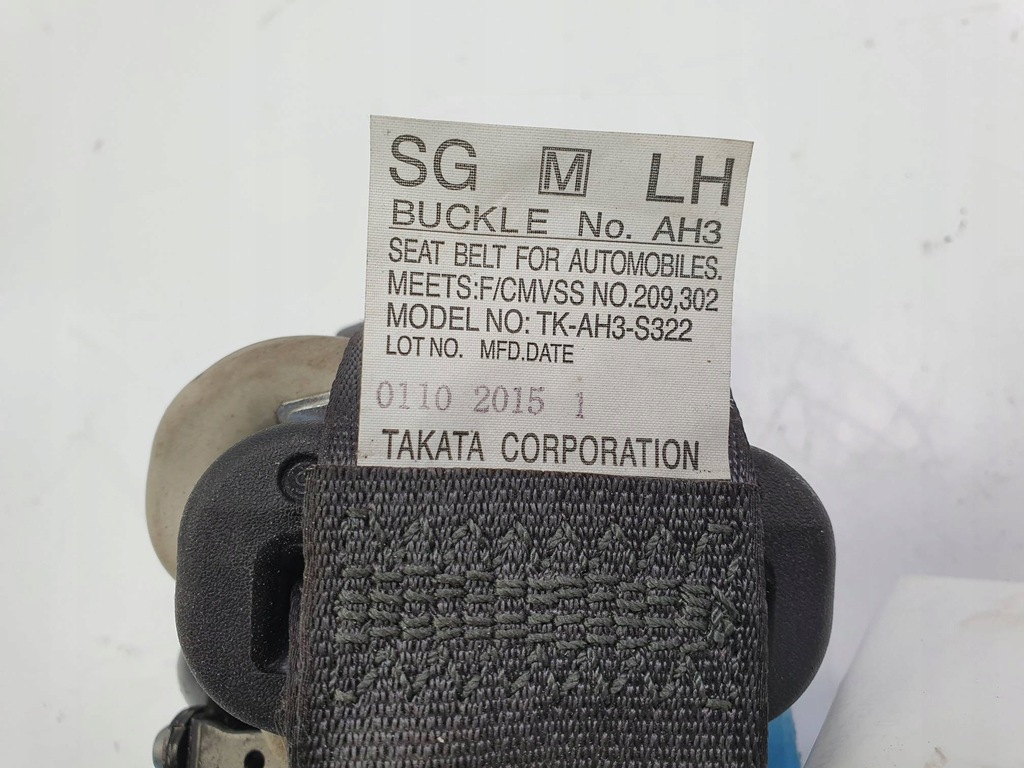 SG M LH
BUCKLE No. AH3
SEAT BELT FOR AUTOMOBILES.
MEETS:F/CMVSS NO.209,302
MODEL NO: TK-AH3-S322
LOT NO. MFD.DATE
0110 2015 1
TAKATA CORPORATION